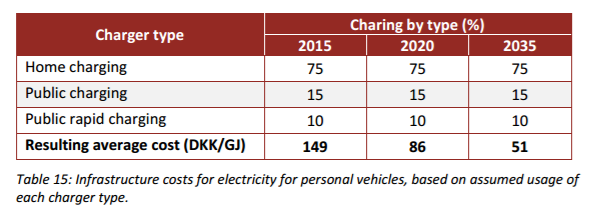 Charger type Charing by type (%)
2015 2020 2035
Home charging 75 75 75
Public charging 15 15 15
Public rapid charging 10 10 10
Resulting average cost (DKK/GJ) 149 86 51
Table 15: Infrastructure costs for electricity for personal vehicles, based on assumed usage of
each charger type.